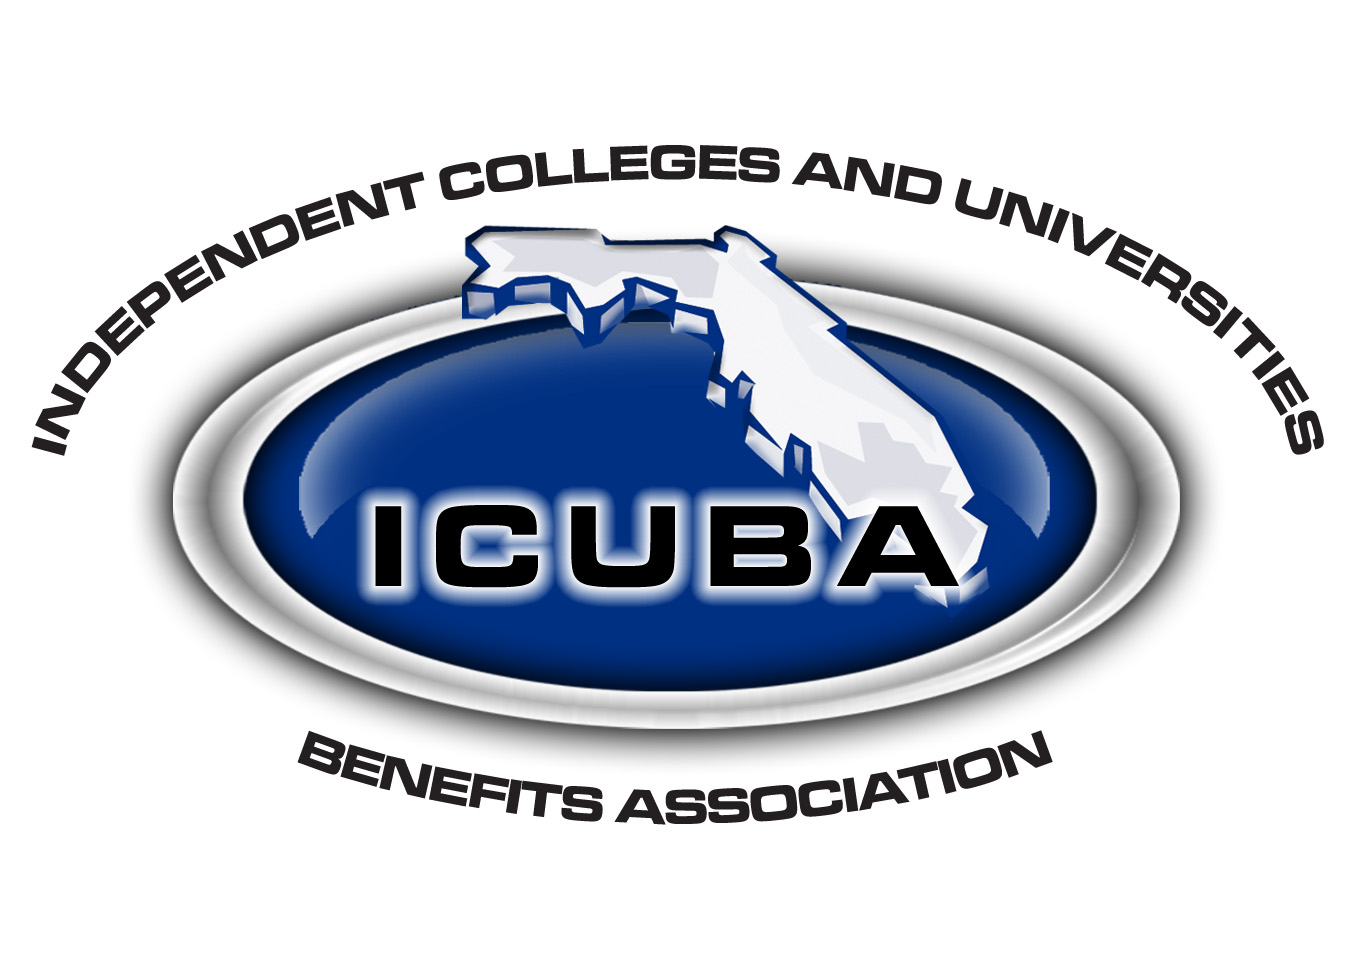 INDEPENDENT COLLEGES AND UNIVERSITIES
ICUBA
BENEFITS ASSOCIATION